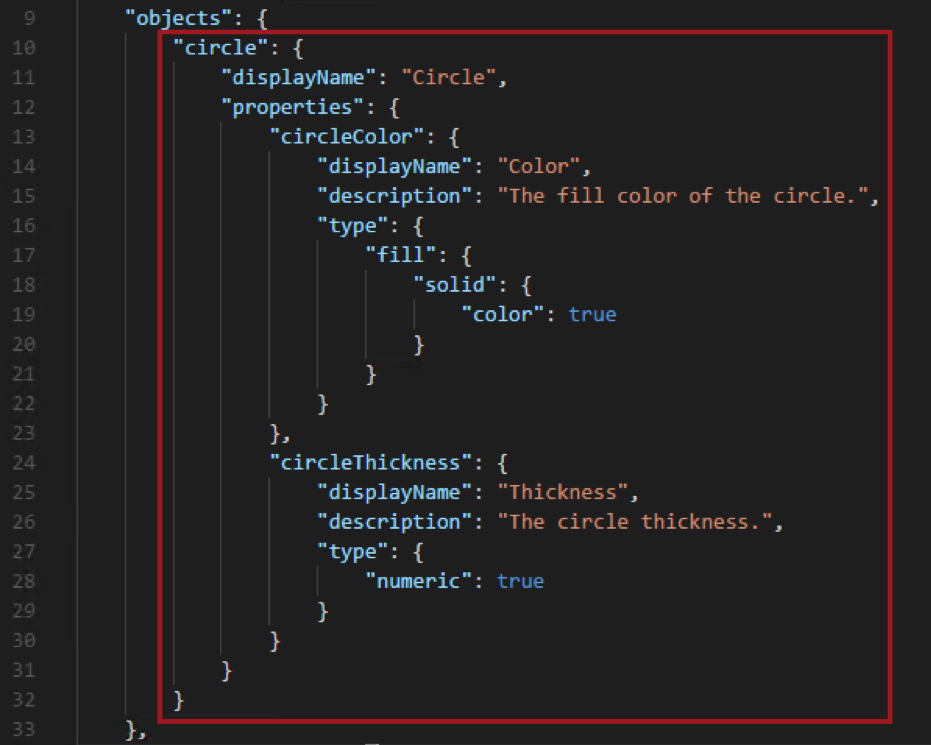 9 "objects": {
10 "circle": {
11 "displayName": "Circle",
12 "properties": {
13 "circleColor": {
14 "displayName": "Color",
15 "description": "The fill color of the circle.",
16 "type": {
17 "fill": {
18 "solid": {
19 "color": true
20 }
21 }
22 }
23 },
24 "circleThickness": {
25 "displayName": "Thickness",
26 "description": "The circle thickness.",
27 "type": {
28 "numeric": true
29 }
30 }
31 }
32 }
33 },